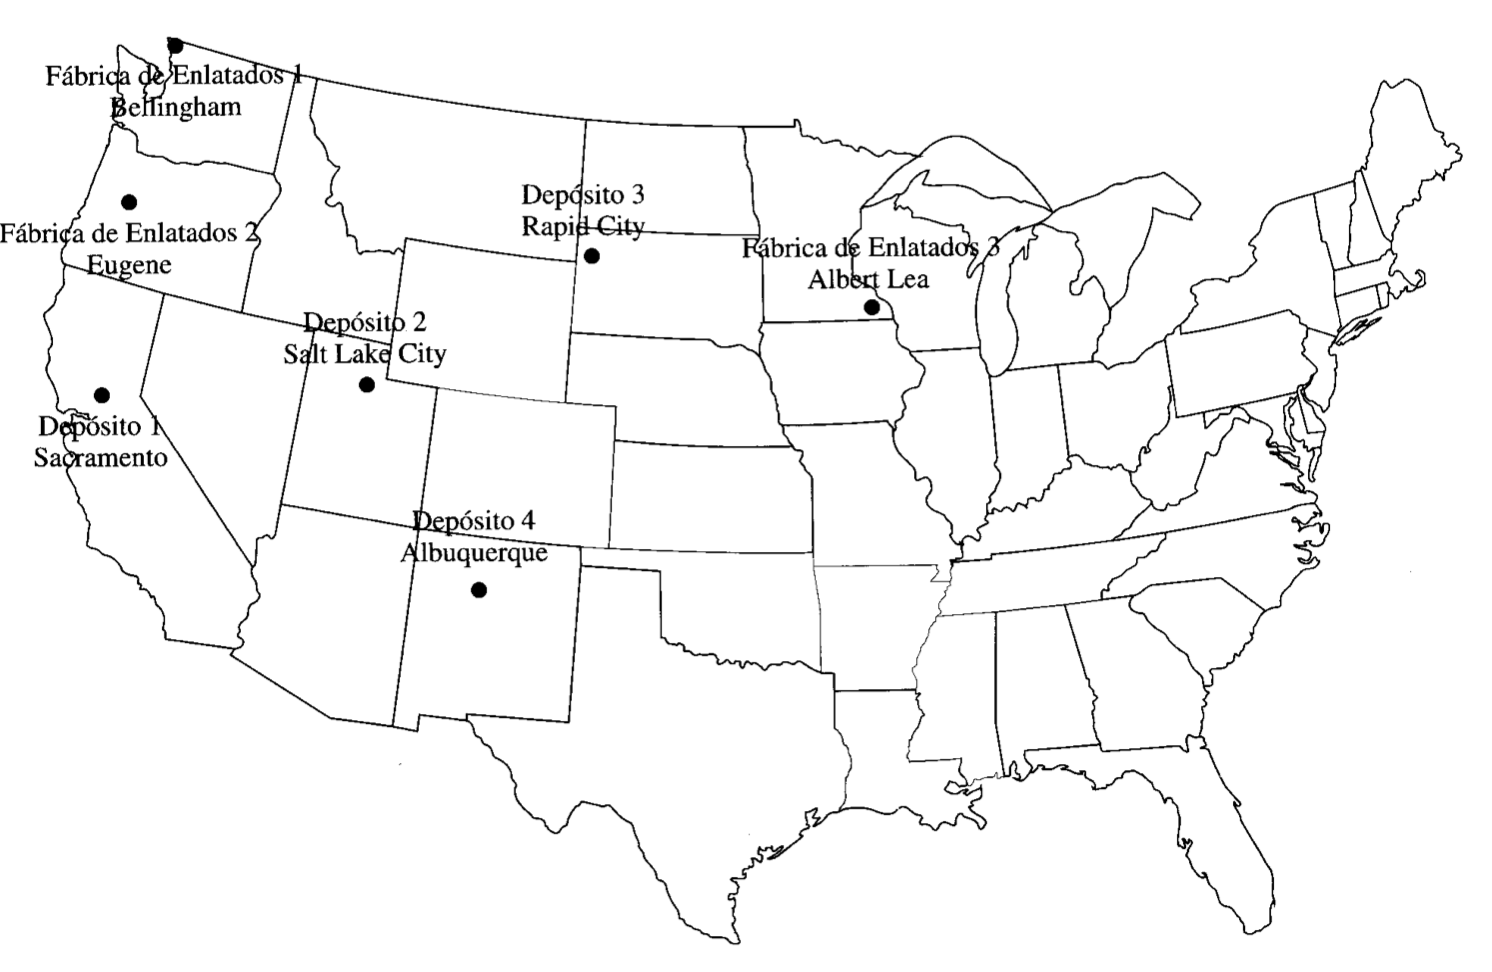 Fábrica de Enlatados 1
Bellingham
Fábrica de Enlatados 2
Eugene
Depósito 3
Rapid City
Fábrica de Enlatados 3
Albert Lea
Depósito 2
Salt Lake City
Depósito 1
Sacramento
Depósito 4
Albuquerque